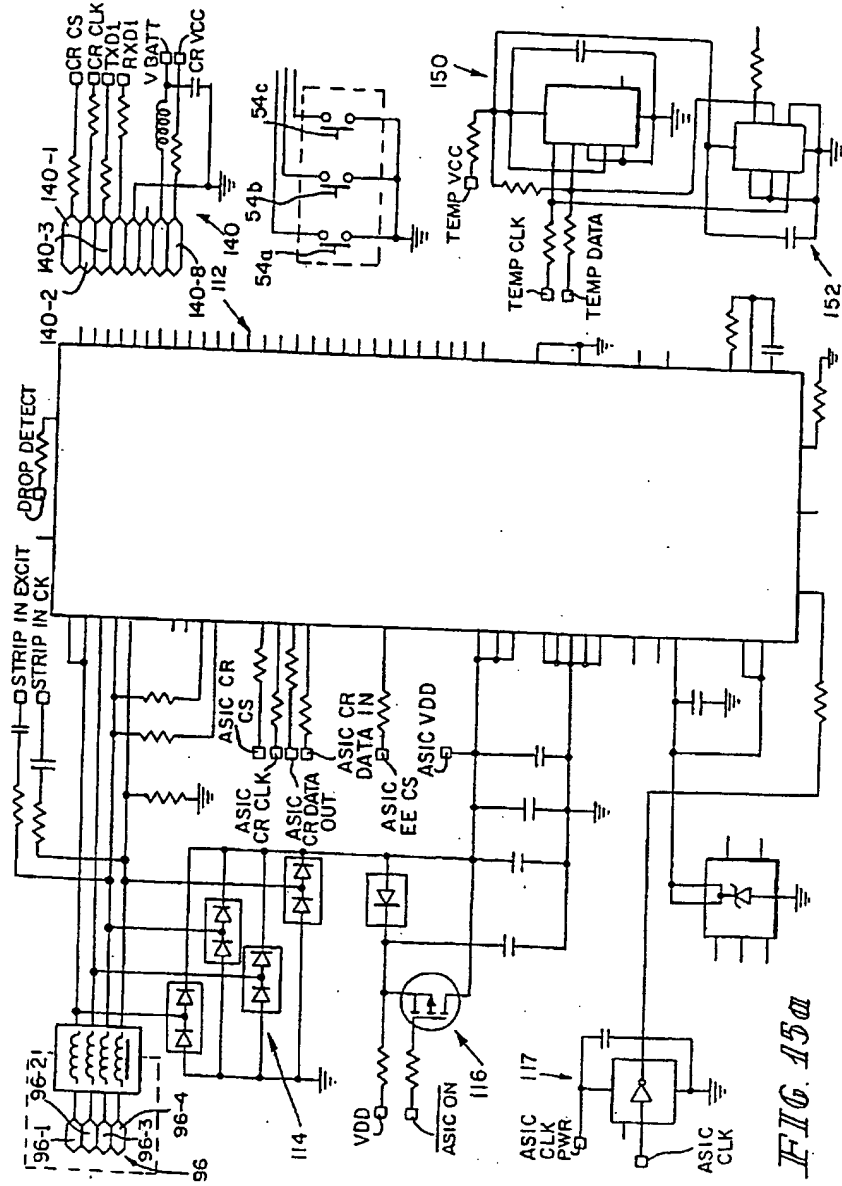 96-1
96-2
96-3
96-4
96
STRIP IN EXCIT
STRIP IN CK
DROP DETECT
140-1
140-2
140-3
140-8
140
112
CR CS
CR CLK
TXD1
RXD1
V BATT
CR VCC
54a
54b
54c
114
ASIC CR
CS
ASIC
CR CLK
ASIC
CR DATA
OUT
ASIC CR
DATA IN
ASIC
EE CS
ASIC VDD
VDD
ASIC ON
116
117
ASIC
CLK
PWR
ASIC
CLK
TEMP VCC
TEMP CLK
TEMP DATA
150
152
FIG. 15a